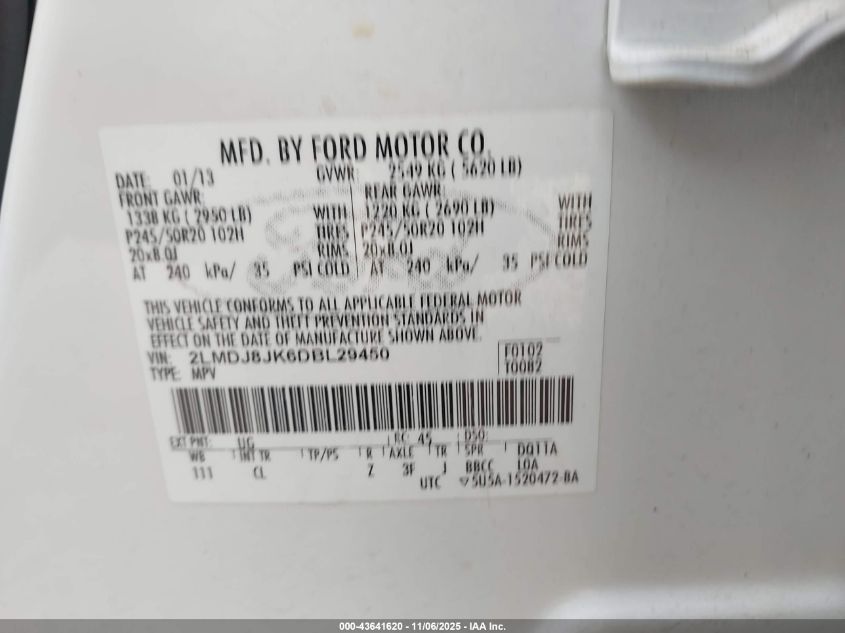 MFD. BY FORD MOTOR CO.
DATE: 01/13 GVWR: 2549 KG ( 5620 LB)
FRONT GAWR: REAR GAWR:
1338 KG ( 2950 LB) WITH 1220 KG ( 2690 LB) WITH
P245/50R20 102H TIRES P245/50R20 102H TIRES
20x8.0J RIMS 20x8.0J RIMS
AT 240 kPa/ 35 PSI COLD AT 240 kPa/ 35 PSI COLD
THIS VEHICLE CONFORMS TO ALL APPLICABLE FEDERAL MOTOR
VEHICLE SAFETY AND THEFT PREVENTION STANDARDS IN
EFFECT ON THE DATE OF MANUFACTURE SHOWN ABOVE.
VIN: 2LMDJ8JK6DBL29450 F0102
TYPE: MPV T0082
EXT PNT: UG RC: 45 DSO:
WB INT TR TP/PS R AXLE TR SPR DQ11A
111 CL Z 3F J BBCC LOA
UTC 5U5A-1520472-BA
000-43641620 - 11/06/2025 - IAA Inc.